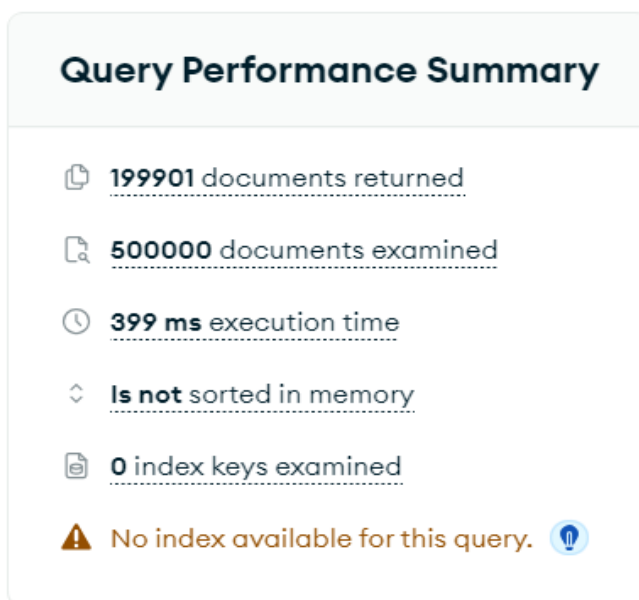 Query Performance Summary
199901 documents returned
500000 documents examined
399 ms execution time
Is not sorted in memory
0 index keys examined
No index available for this query.